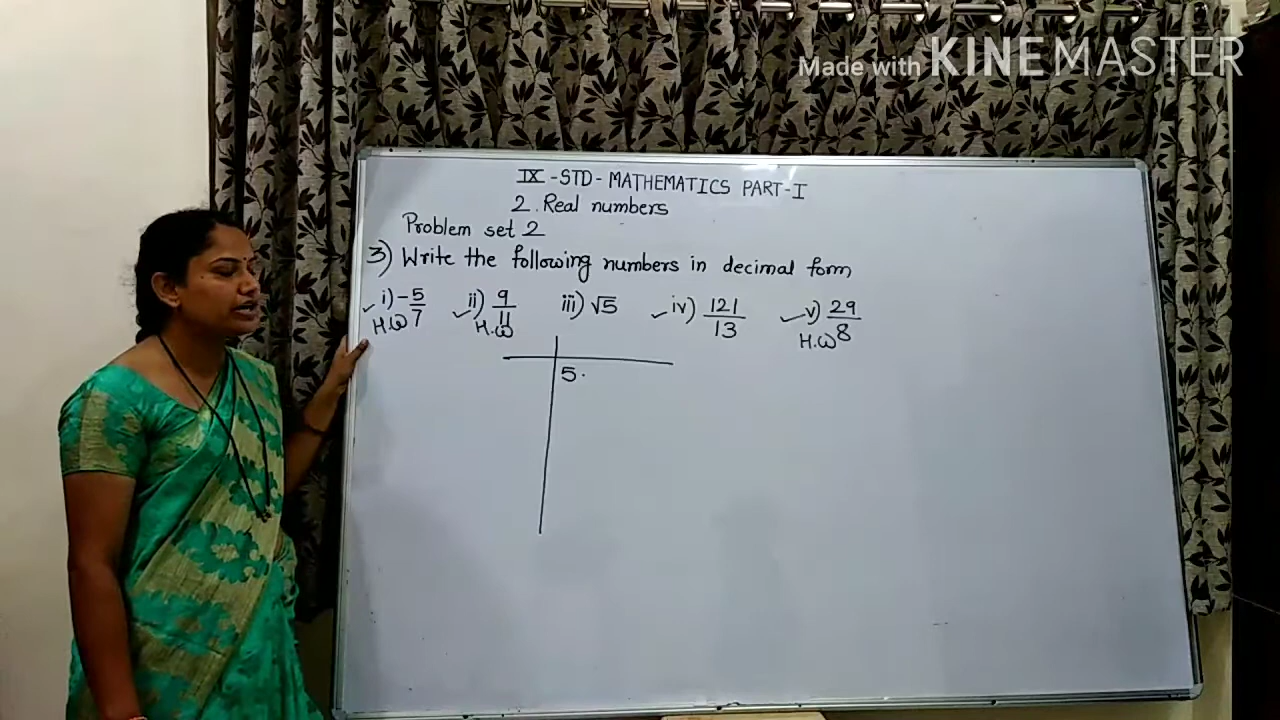 Made with KINEMASTER
IX - STD - MATHEMATICS PART - I
2. Real numbers
Problem set 2
3) Write the following numbers in decimal form
i) -5/7 ii) 9/11 iii) √5 iv) 121/13 v) 29/8
H.W H.W H.W
5.